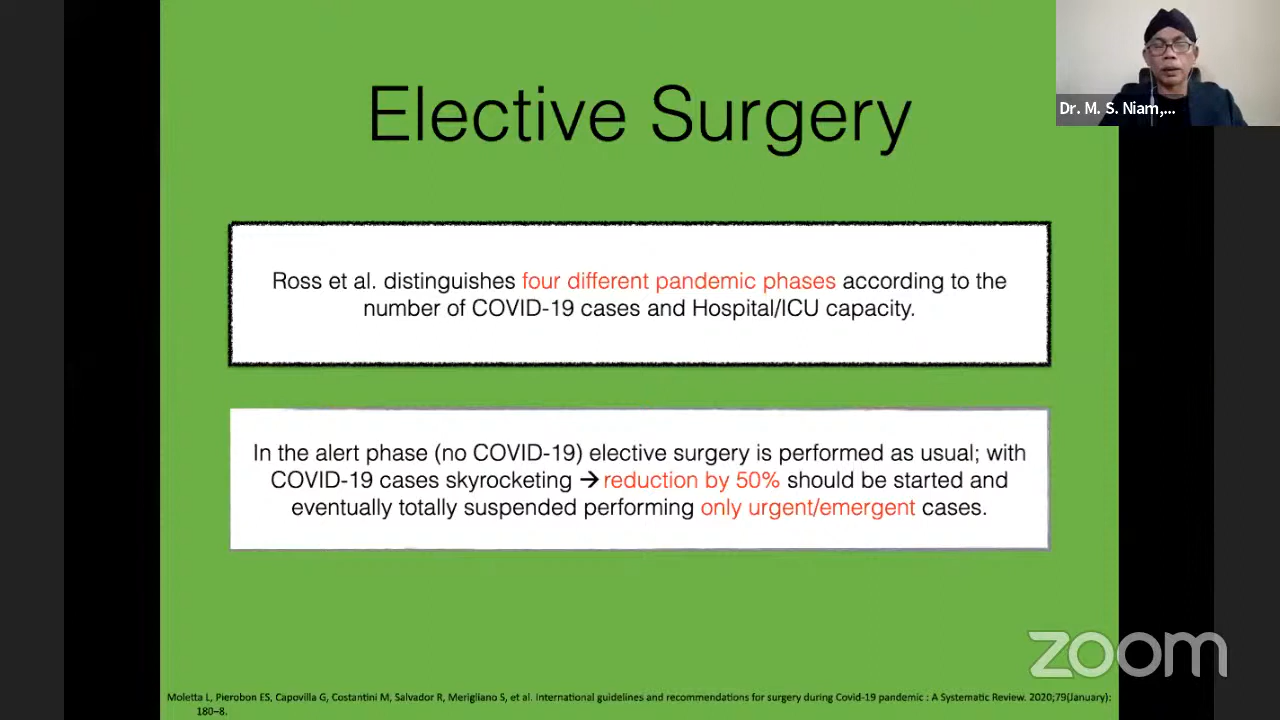 Elective Surgery
Dr. M. S. Niam,...
Ross et al. distinguishes four different pandemic phases according to the
number of COVID-19 cases and Hospital/ICU capacity.
In the alert phase (no COVID-19) elective surgery is performed as usual; with
COVID-19 cases skyrocketing → reduction by 50% should be started and
eventually totally suspended performing only urgent/emergent cases.
zoom
Moletta L, Pierobon ES, Capovilla G, Costantini M, Salvador R, Merigliano S, et al. International guidelines and recommendations for surgery during Covid-19 pandemic : A Systematic Review. 2020;79(January):
180–8.